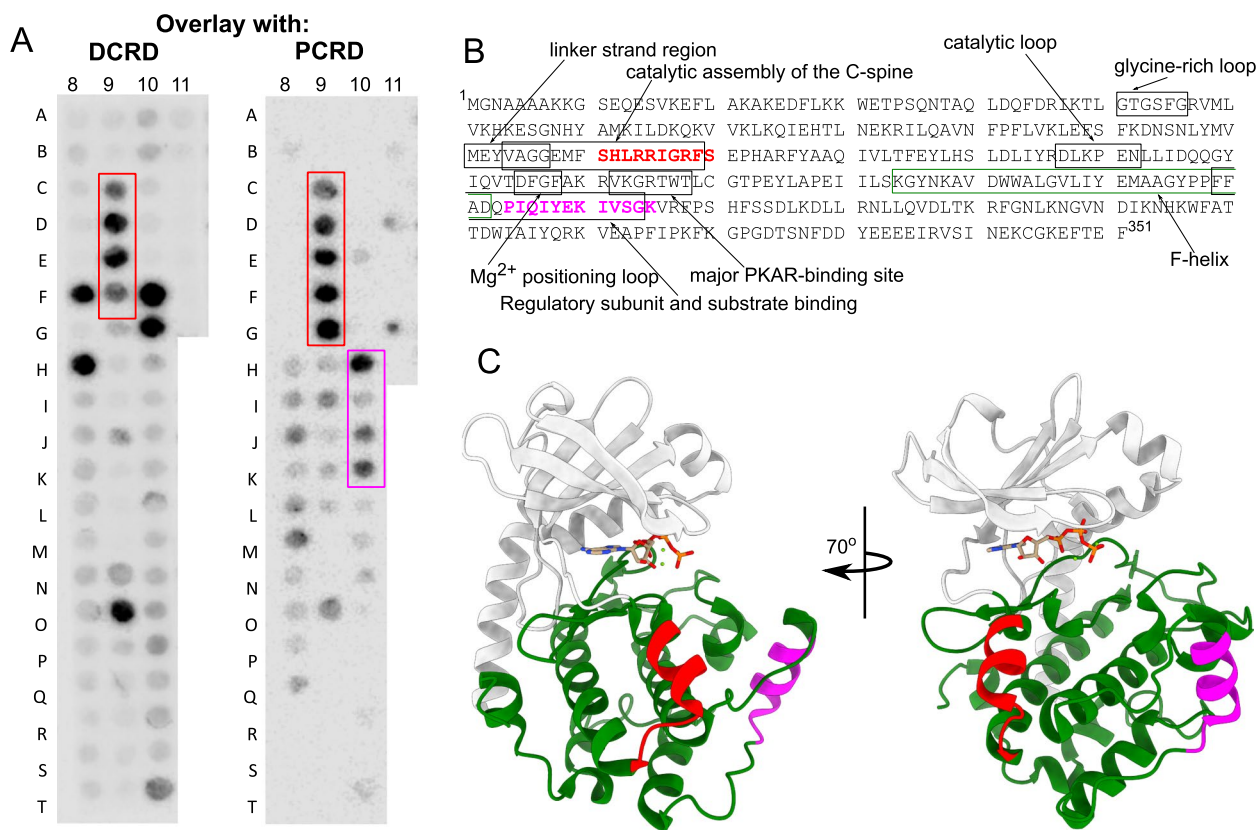 A
Overlay with:
DCRD
PCRD
8 9 10 11
8 9 10 11
A
B
C
D
E
F
G
H
I
J
K
L
M
N
O
P
Q
R
S
T
A
B
C
D
E
F
G
H
I
J
K
L
M
N
O
P
Q
R
S
T
B
linker strand region
catalytic assembly of the C-spine
catalytic loop
glycine-rich loop
1MGNAAAAKKG SEQESVKEFL AKAKEDFLKK WETPSQNTAQ LDQFDRIKTL GTGSFGRVML
VKHKESGNHY AMKILDKQKV VKLKQIEHTL NEKRILQAVN FPFLVKLEFS FKDNSNLYMV
MEYVAGGEMF SHLRRIGRFS EPHARFYAAQ IVLTFEYLHS LDLIYRDLKP ENLLIDQQGY
IQVTDFGFAK RVKGRTWTLC GTPEYLAPEI ILSKGYNKAV DWWALGVLIY EMAAGYPPFF
ADQPIQIYEK IVSGKVRFPS HFSSDLKDLL RNLLQVDLTK RFGNLKNGVN DIKNHKWFAT
TDWIAIYQRK VEAPFIPKFK GPGDTSNFDD YEEEEIRVSI NEKCGKEFTE F351
Mg2+ positioning loop
major PKAR-binding site
F-helix
Regulatory subunit and substrate binding
C
70o